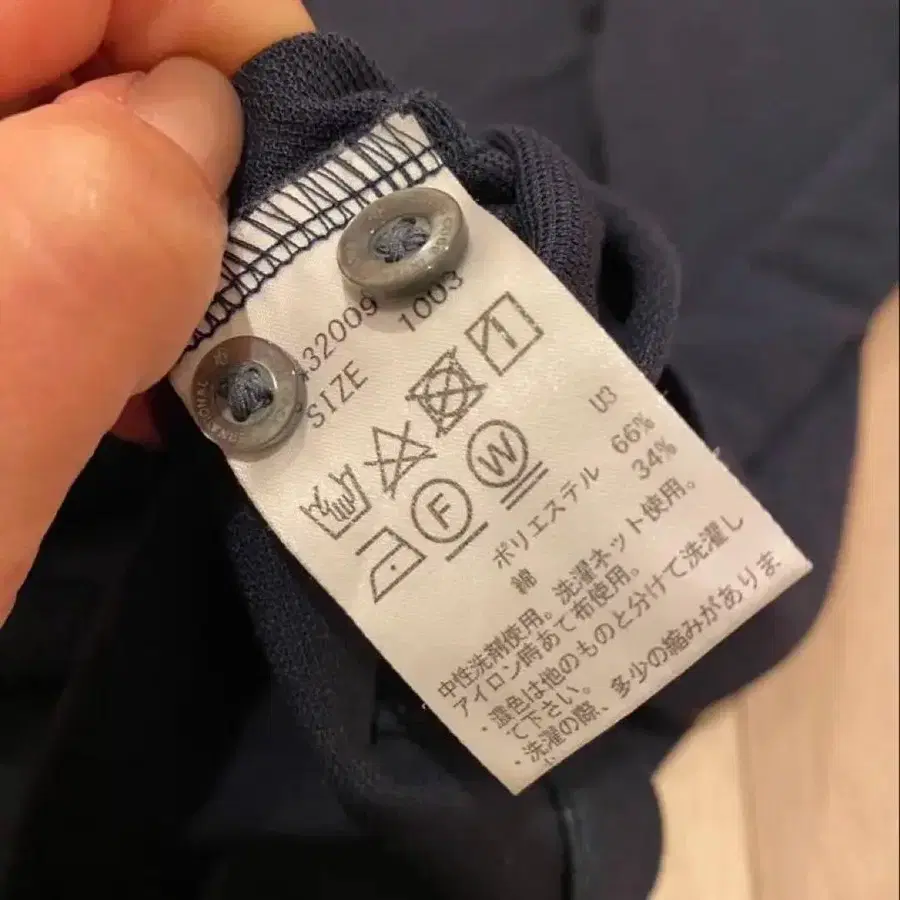 32009 1003
SIZE U3
F W
ポリエステル 66%
綿 34%
中性洗剤使用。洗濯ネット使用。
アイロン時あて布使用。
・濃色は他のものと分けて洗濯し
て下さい。
・洗濯の際、多少の縮みがありま